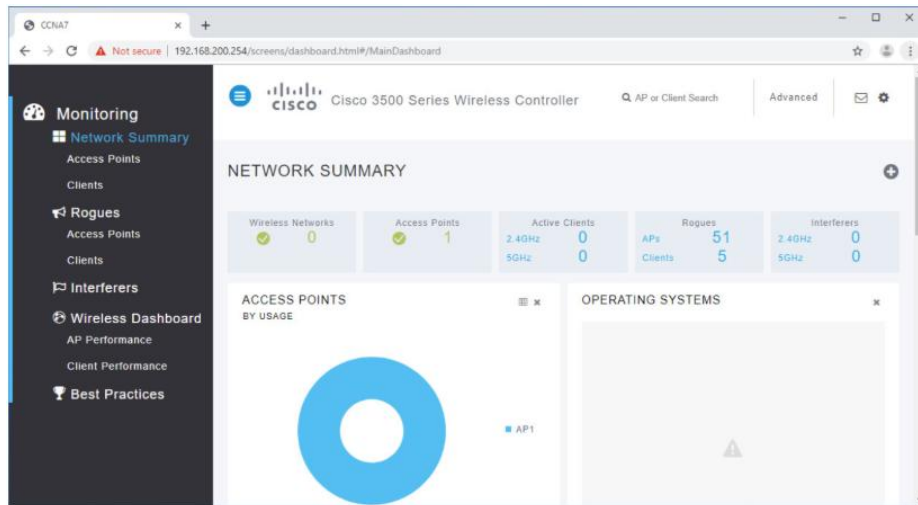 CCNA7
Not secure | 192.168.200.254/screens/dashboard.html#/MainDashboard
Monitoring
Network Summary
Access Points
Clients
Rogues
Access Points
Clients
Interferers
Wireless Dashboard
AP Performance
Client Performance
Best Practices
CISCO Cisco 3500 Series Wireless Controller
AP or Client Search
Advanced
NETWORK SUMMARY
Wireless Networks
0
Access Points
1
Active Clients
2.4GHz 0
5GHz 0
Rogues
APs 51
Clients 5
Interferers
2.4GHz 0
5GHz 0
ACCESS POINTS
BY USAGE
AP1
OPERATING SYSTEMS